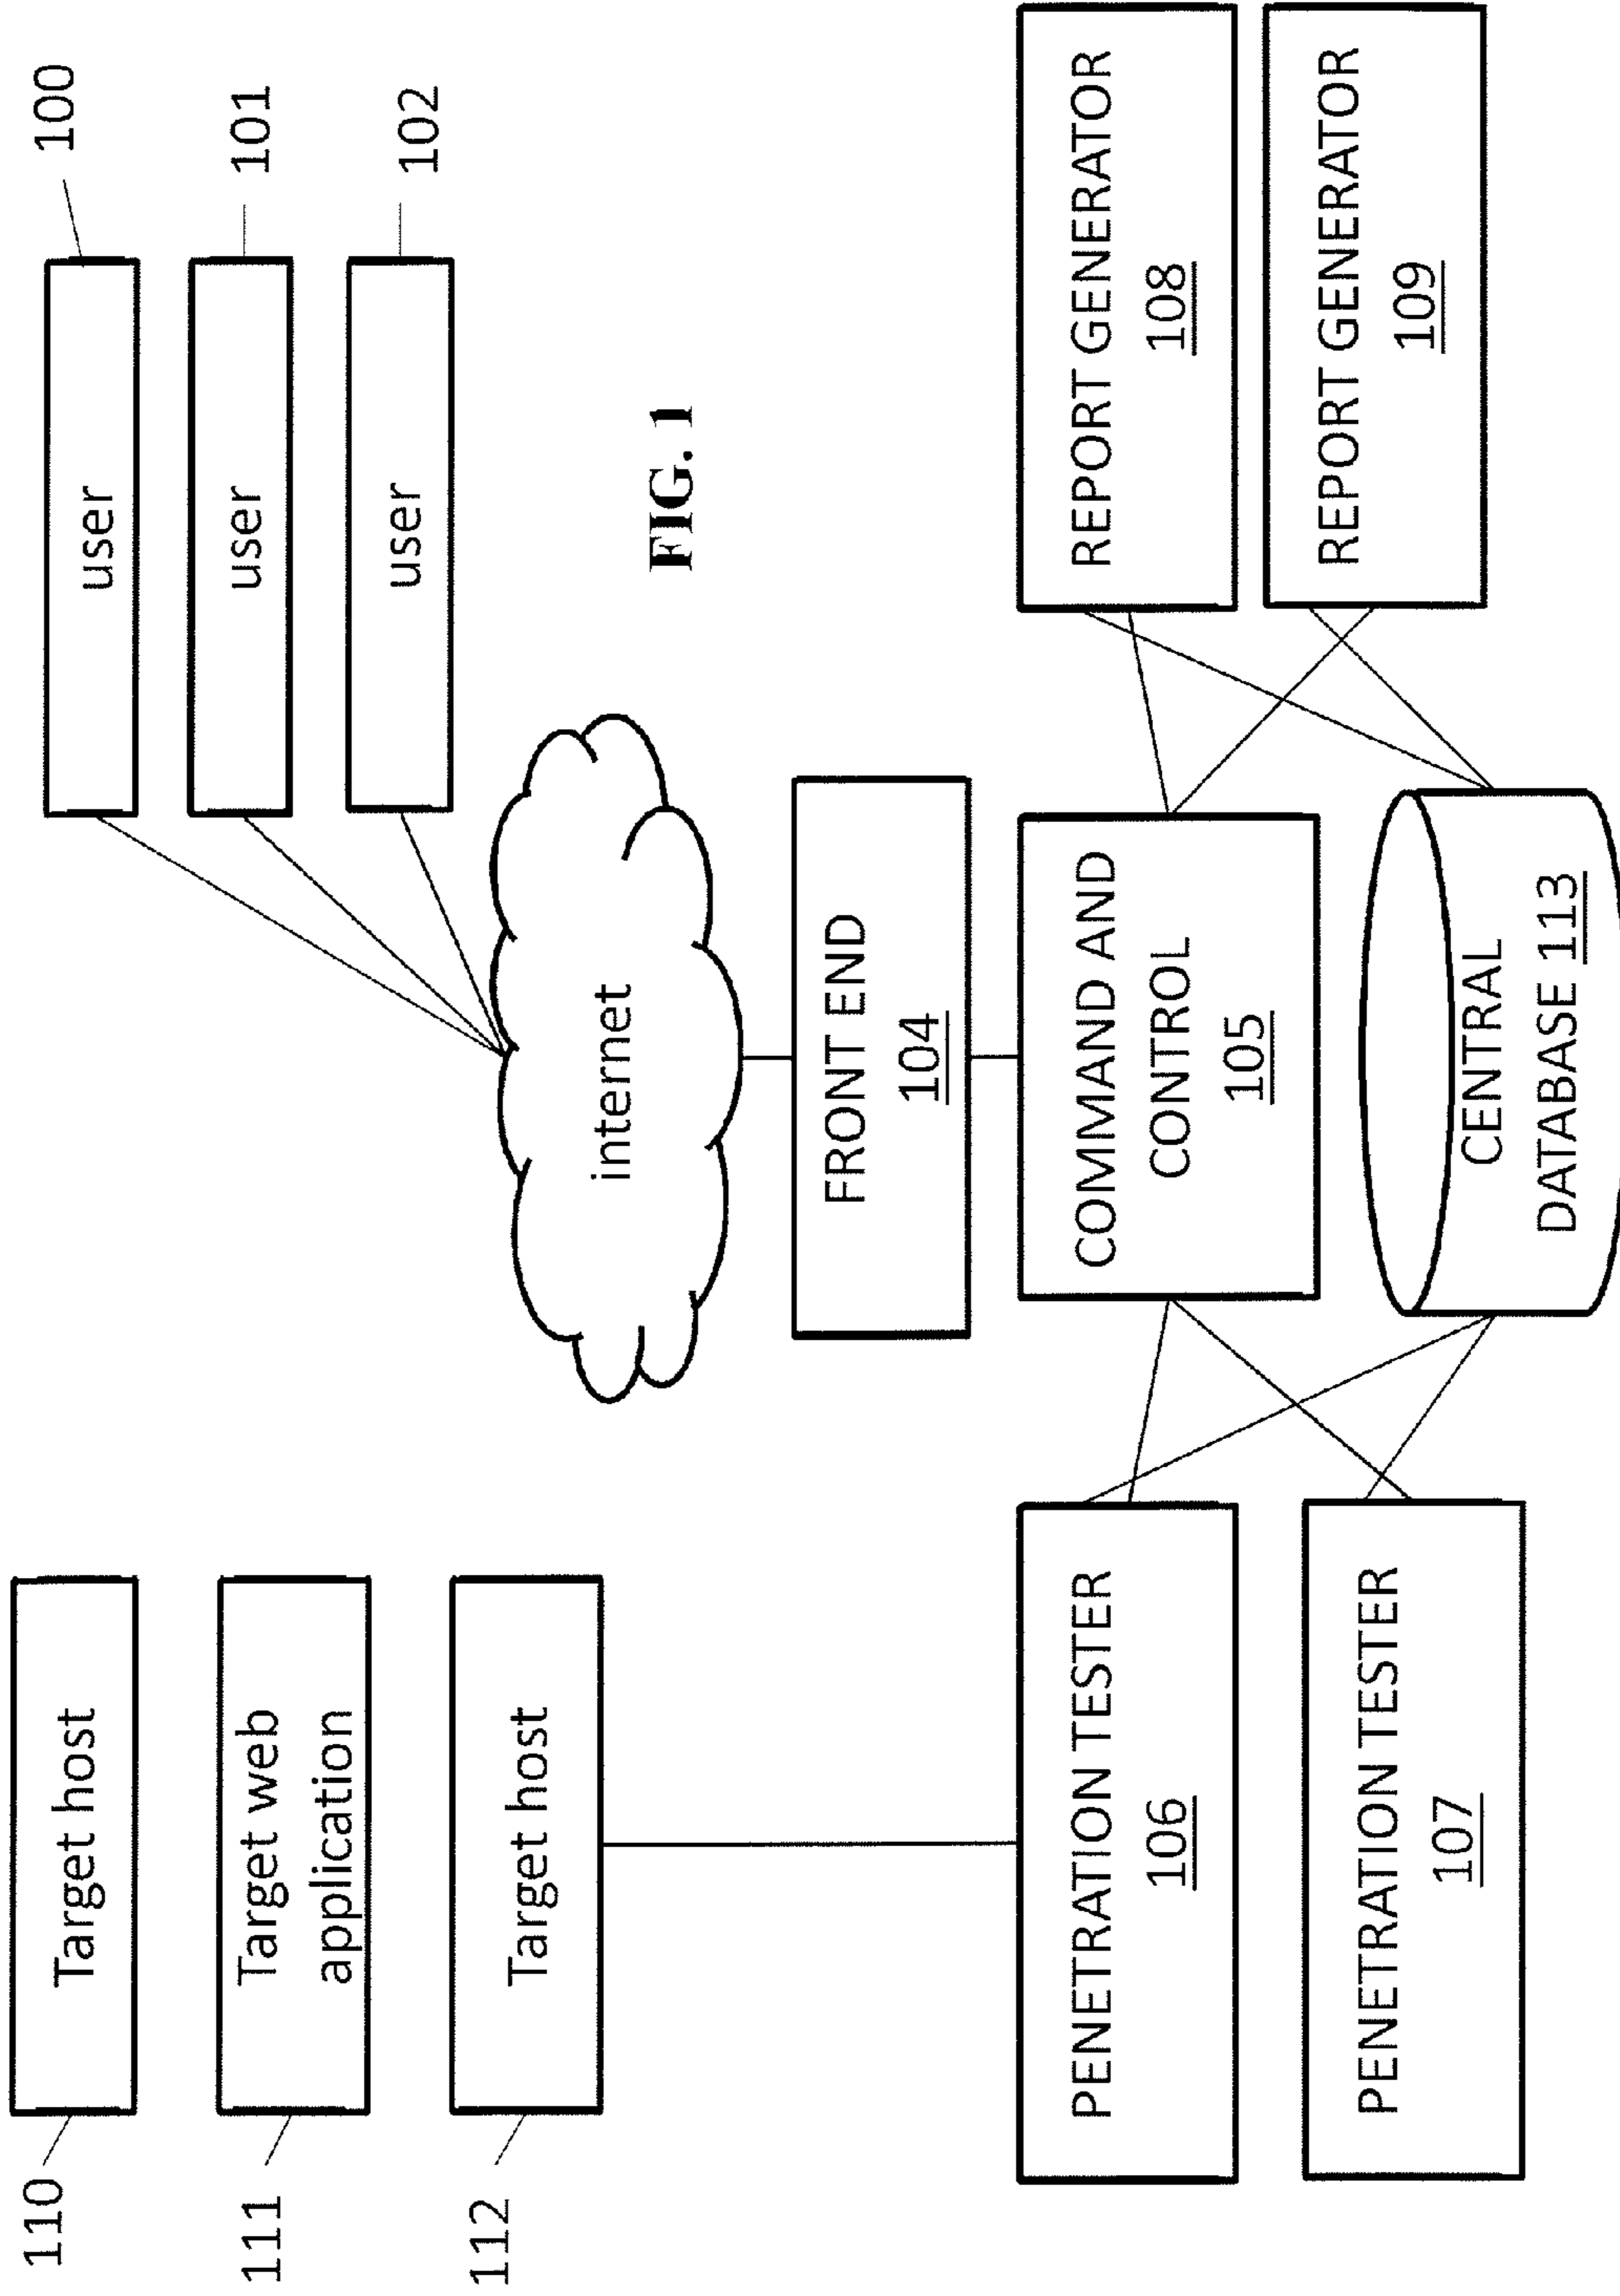 110
Target host
user
100
111
Target web
application
user
101
112
Target host
user
102
internet
FIG. 1
FRONT END
104
PENETRATION TESTER
106
COMMAND AND
CONTROL
105
REPORT GENERATOR
108
PENETRATION TESTER
107
CENTRAL
DATABASE 113
REPORT GENERATOR
109